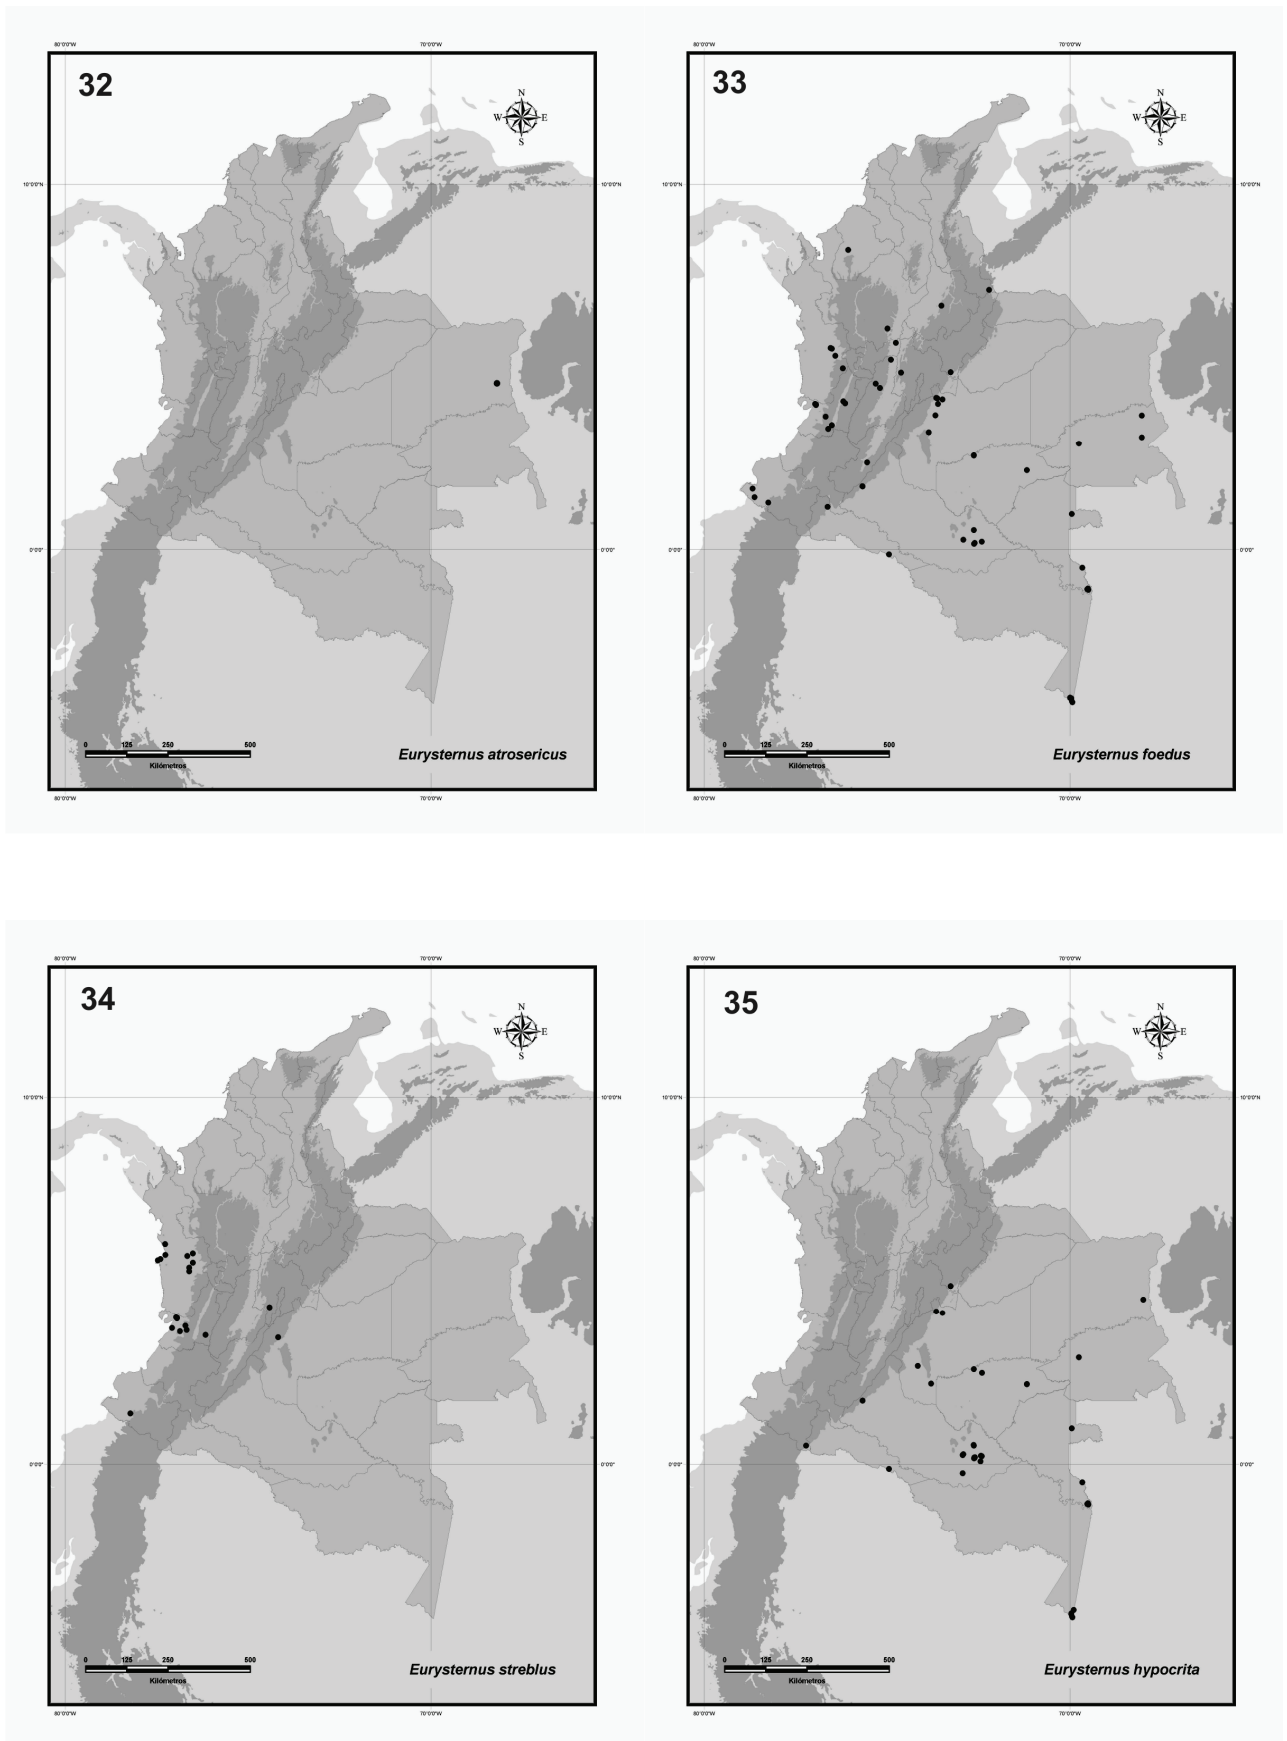 80°0'0"W 70°0'0"W
32
N
W E
S
10°0'0"N 10°0'0"N
0°0'0" 0°0'0"
0 125 250 500
Kilómetros
Eurysternus atrosericus
80°0'0"W 70°0'0"W
80°0'0"W 70°0'0"W
33
N
W E
S
10°0'0"N 10°0'0"N
0°0'0" 0°0'0"
0 125 250 500
Kilómetros
Eurysternus foedus
80°0'0"W 70°0'0"W
80°0'0"W 70°0'0"W
34
N
W E
S
10°0'0"N 10°0'0"N
0°0'0" 0°0'0"
0 125 250 500
Kilómetros
Eurysternus streblus
80°0'0"W 70°0'0"W
80°0'0"W 70°0'0"W
35
N
W E
S
10°0'0"N 10°0'0"N
0°0'0" 0°0'0"
0 125 250 500
Kilómetros
Eurysternus hypocrita
80°0'0"W 70°0'0"W